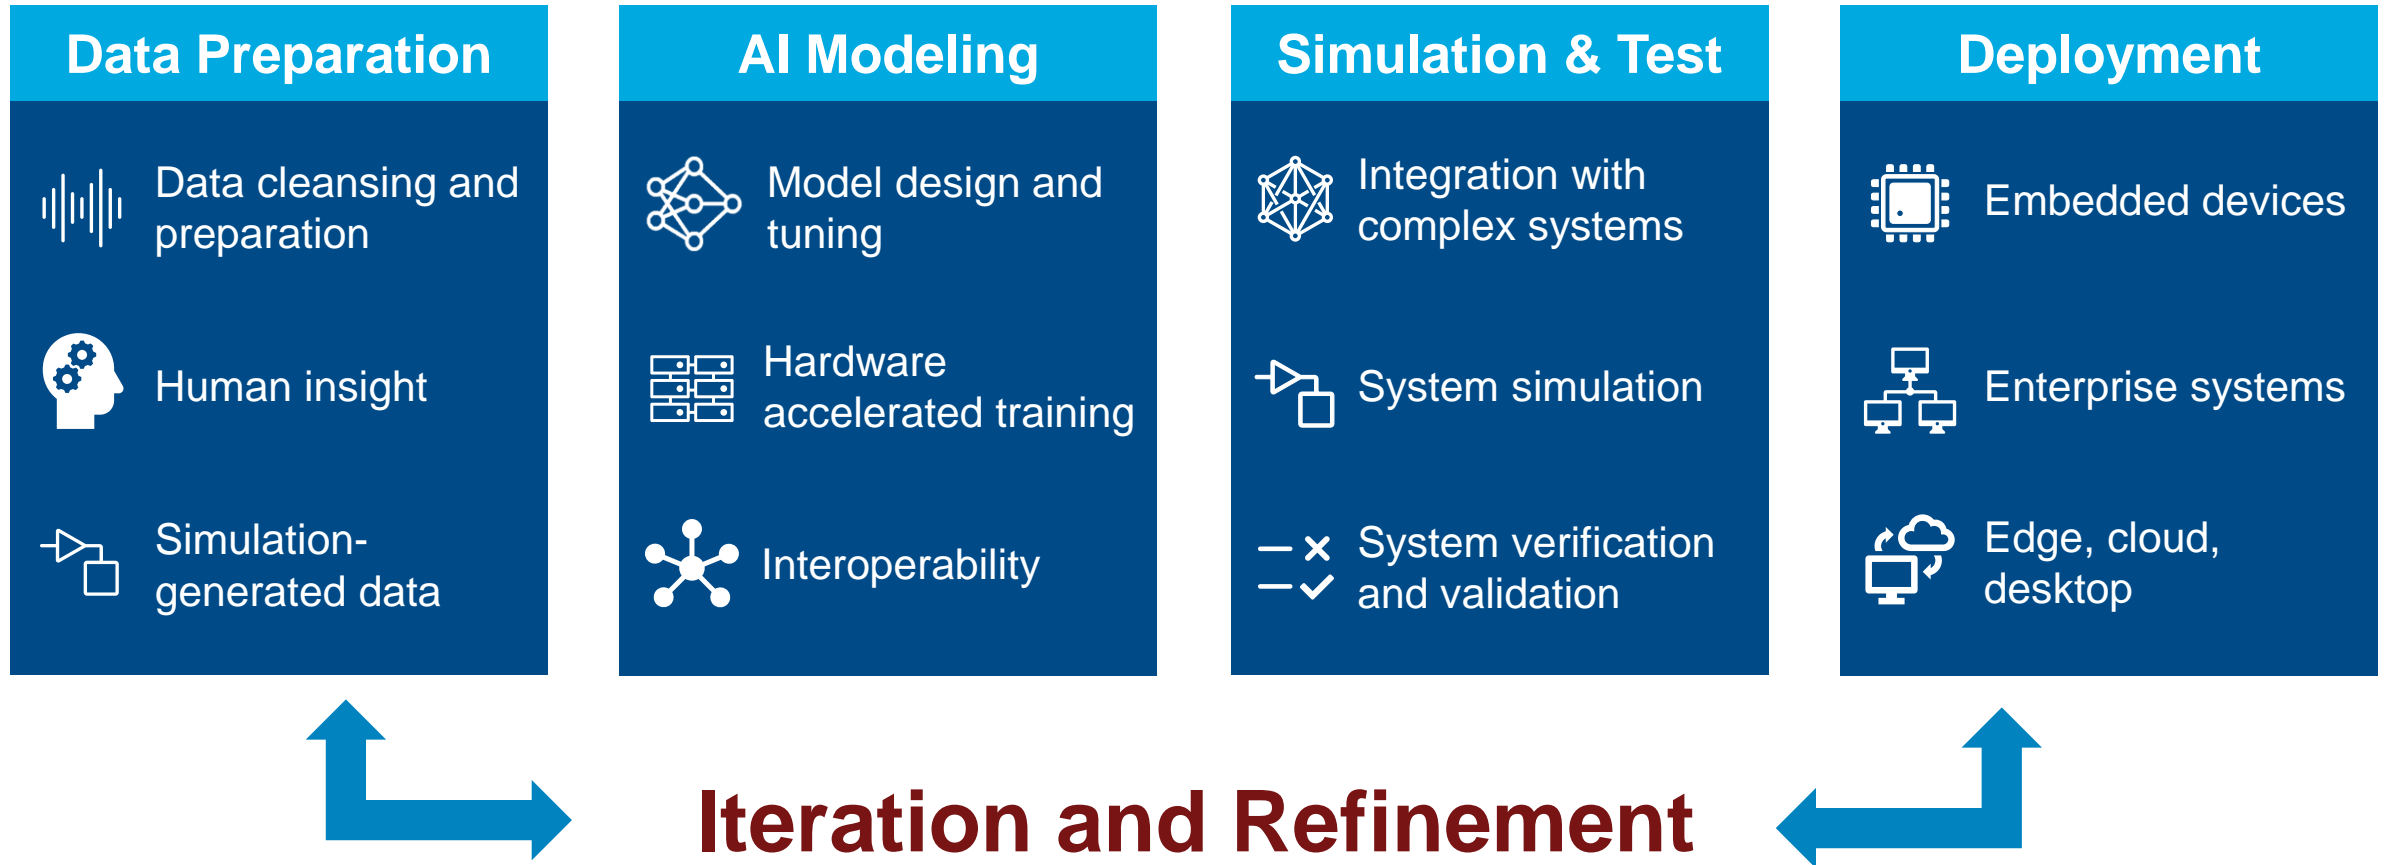 Data Preparation
Data cleansing and
preparation
Human insight
Simulation-
generated data
AI Modeling
Model design and
tuning
Hardware
accelerated training
Interoperability
Simulation & Test
Integration with
complex systems
System simulation
System verification
and validation
Deployment
Embedded devices
Enterprise systems
Edge, cloud,
desktop
Iteration and Refinement